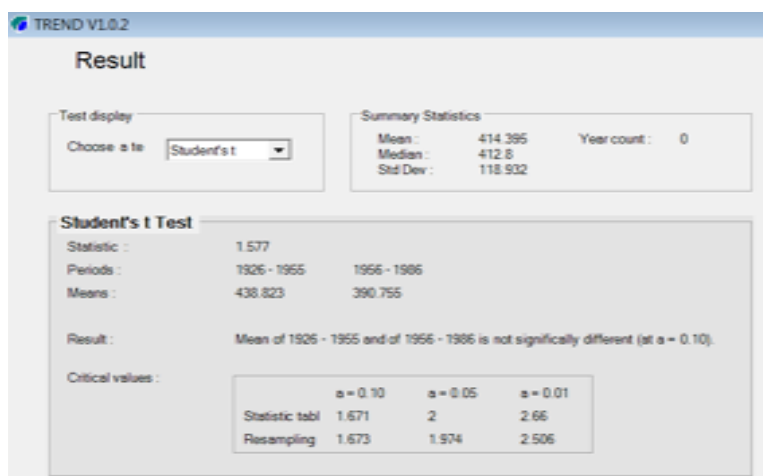 TREND V1.0.2
Result
Test display
Choose a te Student's t
Summary Statistics
Mean : 414.395 Year count : 0
Median : 412.8
Std Dev : 118.932
Student's t Test
Statistic : 1.577
Periods : 1926 - 1955 1956 - 1986
Means : 438.823 390.755
Result : Mean of 1926 - 1955 and of 1956 - 1986 is not significally different (at a = 0.10).
Critical values :
a = 0.10 a = 0.05 a = 0.01
Statistic tabl 1.671 2 2.66
Resampling 1.673 1.974 2.506